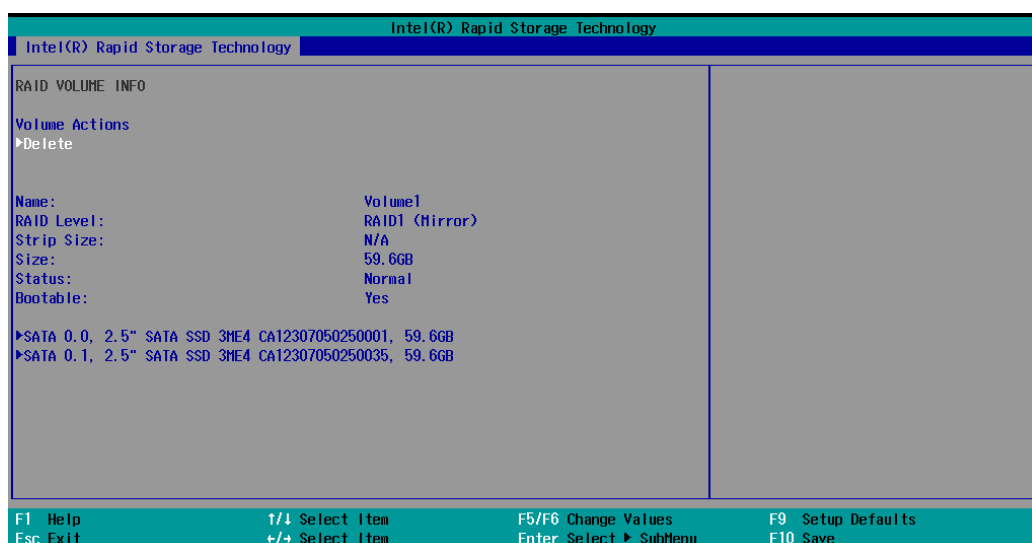 Intel(R) Rapid Storage Technology
Intel(R) Rapid Storage Technology
RAID VOLUME INFO
Volume Actions
▶Delete
Name: Volume1
RAID Level: RAID1 (Mirror)
Strip Size: N/A
Size: 59.6GB
Status: Normal
Bootable: Yes
▶SATA 0.0, 2.5" SATA SSD 3ME4 CA12307050250001, 59.6GB
▶SATA 0.1, 2.5" SATA SSD 3ME4 CA12307050250035, 59.6GB
F1 Help ↑/↓ Select Item F5/F6 Change Values F9 Setup Defaults
Esc Exit ←/→ Select Item Enter Select ▶ SubMenu F10 Save